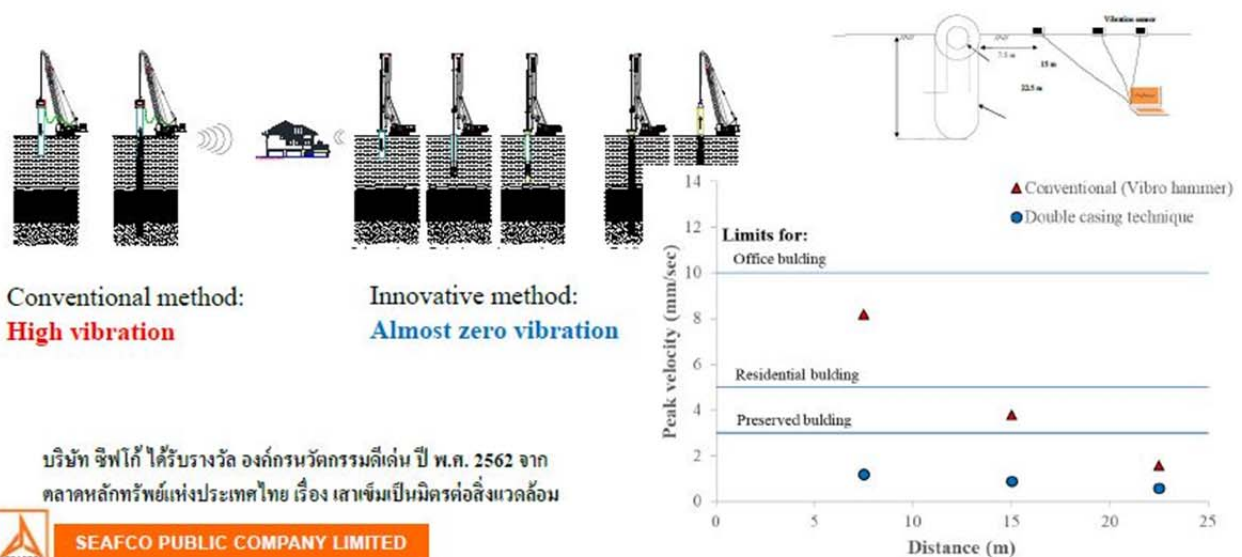 Vibration sensor
7.5 m
15 m
22.5 m
Conventional method:
High vibration
Innovative method:
Almost zero vibration
บริษัท ซีฟโก้ ได้รับรางวัล องค์กรนวัตกรรมดีเด่น ปี พ.ศ. 2562 จาก
ตลาดหลักทรัพย์แห่งประเทศไทย เรื่อง เสาเข็มเป็นมิตรต่อสิ่งแวดล้อม
SEAFCO PUBLIC COMPANY LIMITED
Conventional (Vibro hammer)
Double casing technique
Limits for:
Office bulding
Residential bulding
Preserved bulding
Peak velocity (mm/sec)
14
12
10
8
6
4
2
0
0 5 10 15 20 25
Distance (m)